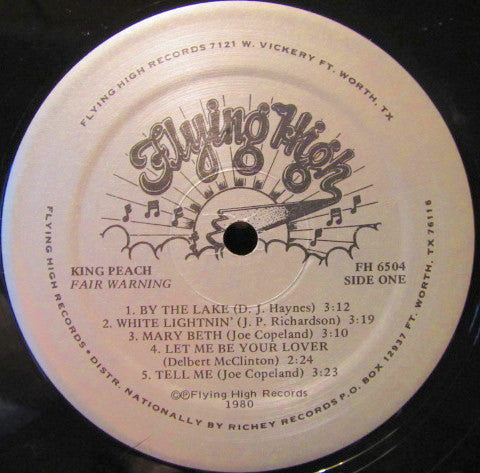 FLYING HIGH RECORDS 7121 W. VICKERY FT. WORTH, TX
Flying High
KING PEACH
FAIR WARNING
FH 6504
SIDE ONE
1. BY THE LAKE (D. J. Haynes) 3:12
2. WHITE LIGHTNIN' (J. P. Richardson) 3:19
3. MARY BETH (Joe Copeland) 3:10
4. LET ME BE YOUR LOVER
(Delbert McClinton) 2:24
5. TELL ME (Joe Copeland) 3:23
©℗Flying High Records
1980
FLYING HIGH RECORDS • DISTR. NATIONALLY BY RICHEY RECORDS P.O. BOX 12937 FT. WORTH, TX 76116